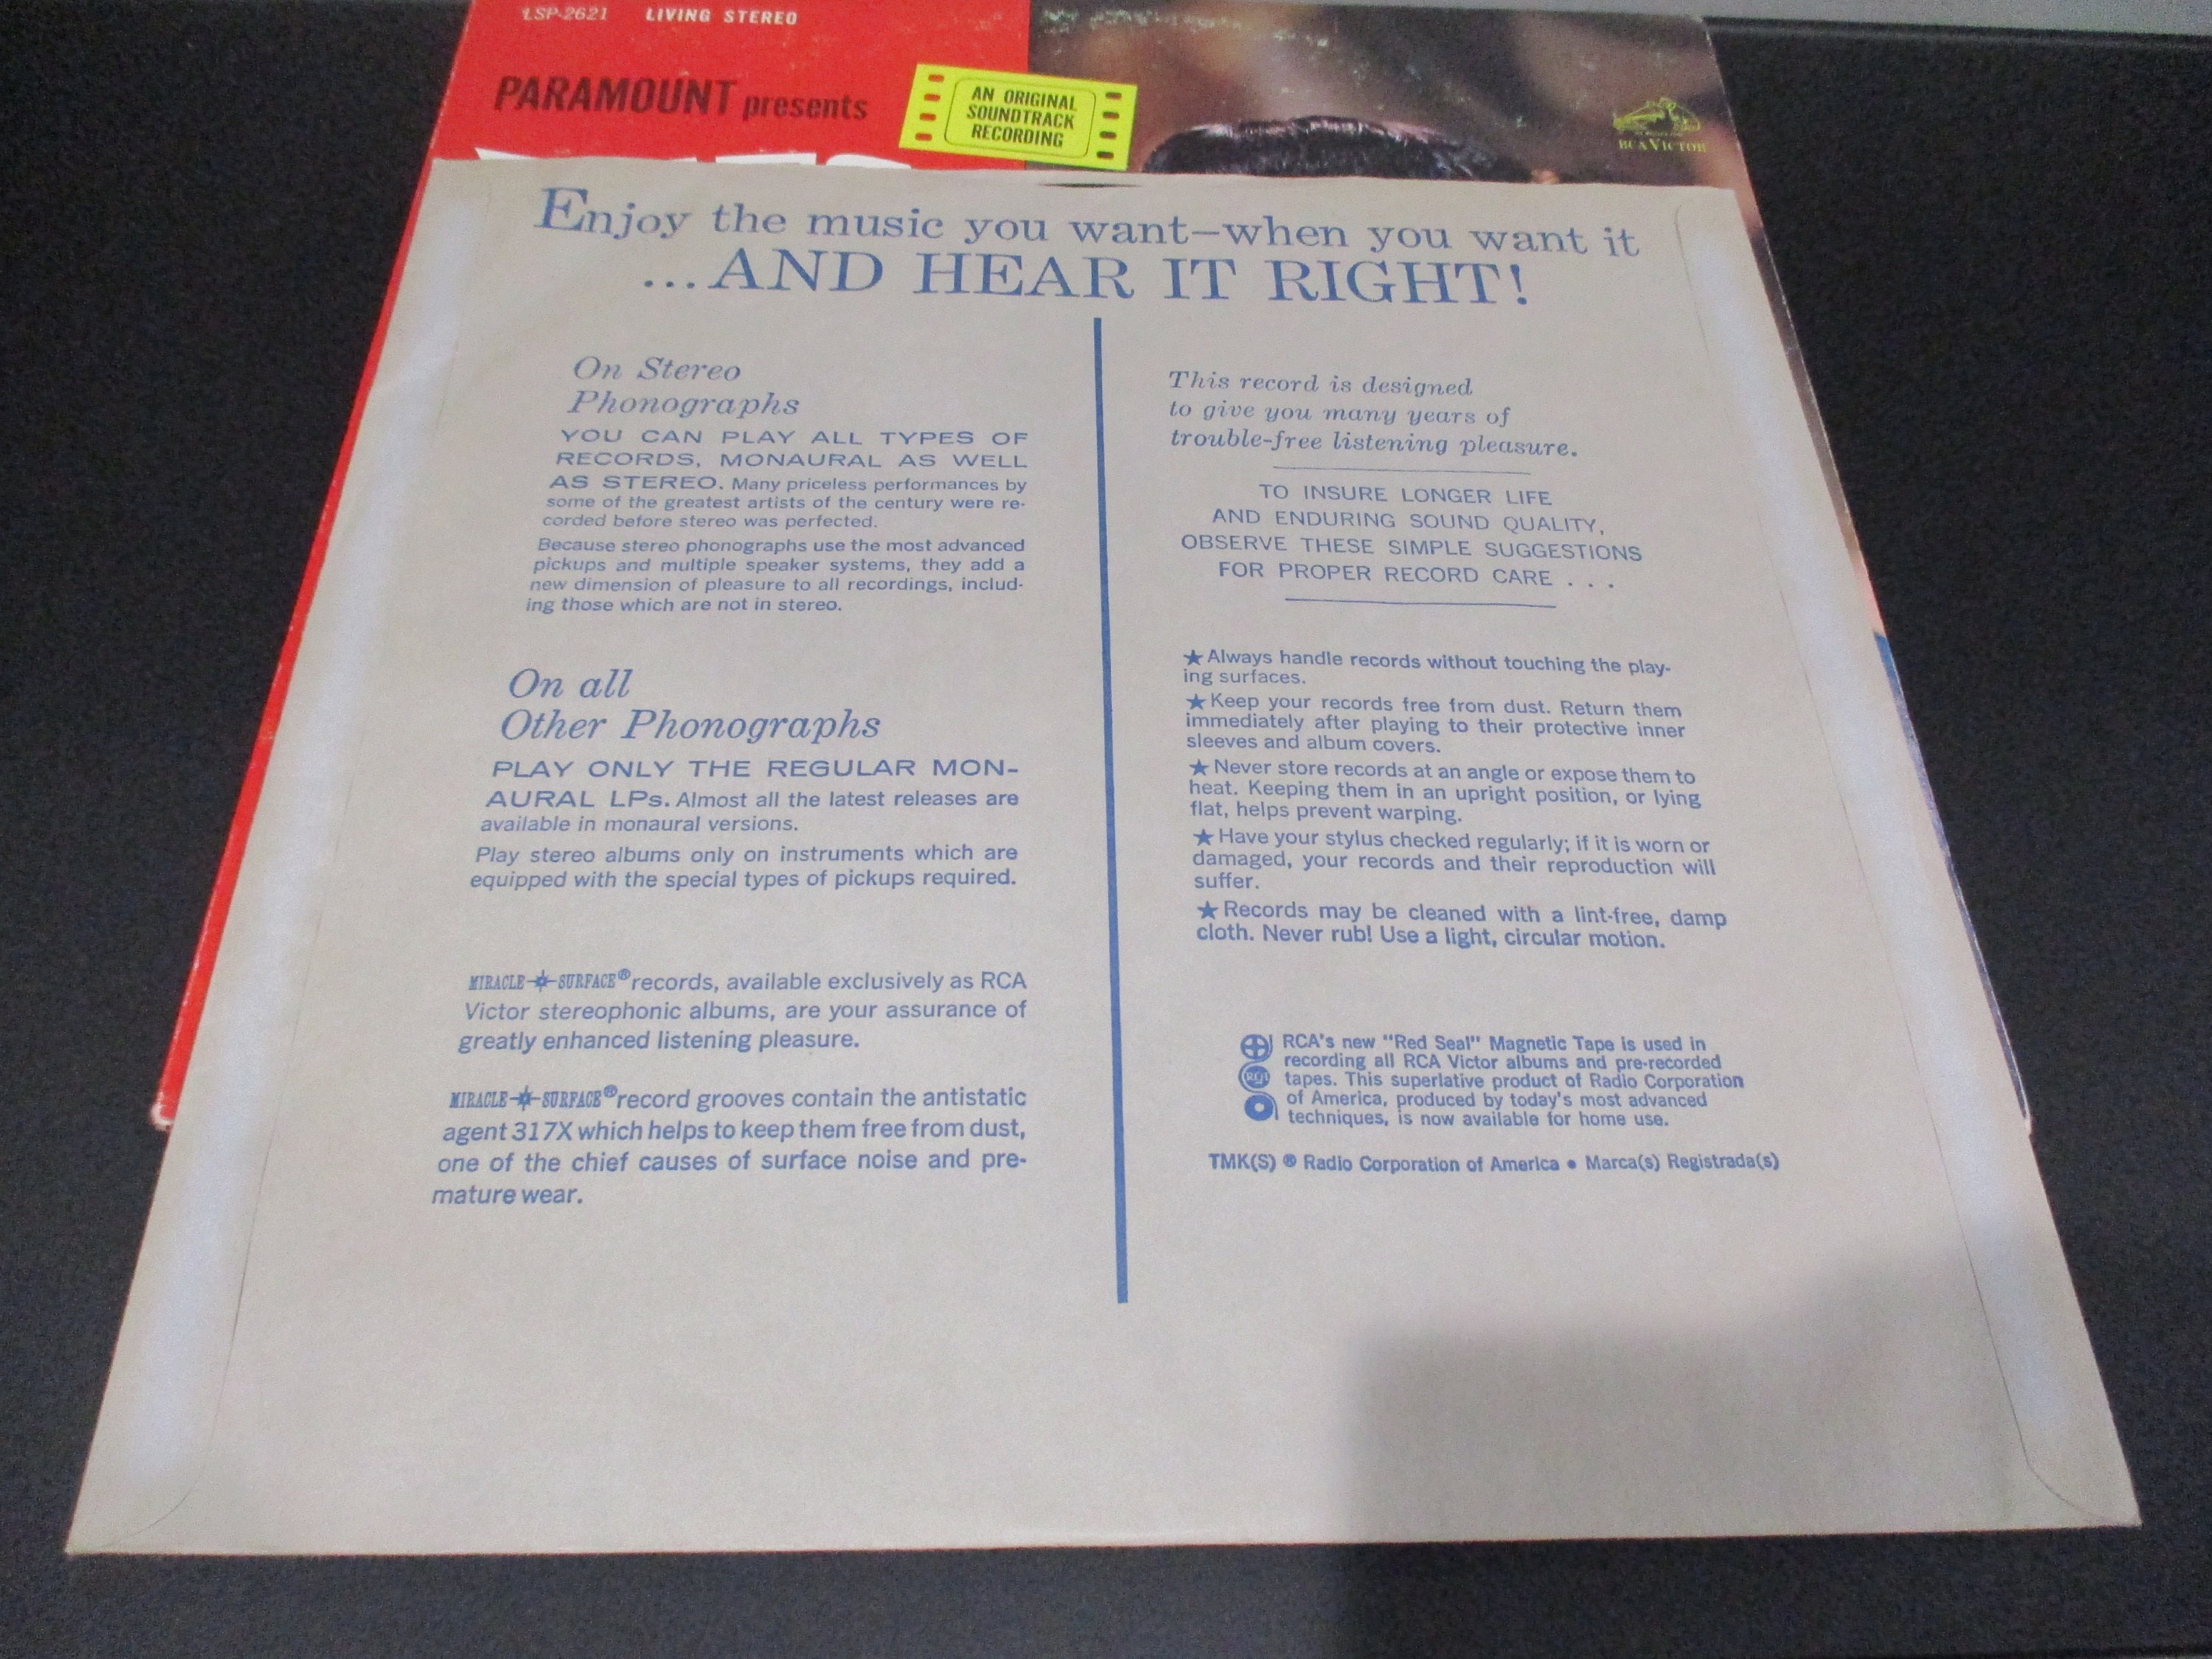 LSP-2621 LIVING STEREO
PARAMOUNT presents
AN ORIGINAL
SOUNDTRACK
RECORDING
RCA VICTOR
Enjoy the music you want—when you want it
...AND HEAR IT RIGHT!
On Stereo
Phonographs
YOU CAN PLAY ALL TYPES OF
RECORDS, MONAURAL AS WELL
AS STEREO. Many priceless performances by
some of the greatest artists of the century were re-
corded before stereo was perfected.
Because stereo phonographs use the most advanced
pickups and multiple speaker systems, they add a
new dimension of pleasure to all recordings, includ-
ing those which are not in stereo.
On all
Other Phonographs
PLAY ONLY THE REGULAR MON-
AURAL LPs. Almost all the latest releases are
available in monaural versions.
Play stereo albums only on instruments which are
equipped with the special types of pickups required.
MIRACLE SURFACE® records, available exclusively as RCA
Victor stereophonic albums, are your assurance of
greatly enhanced listening pleasure.
MIRACLE SURFACE® record grooves contain the antistatic
agent 317X which helps to keep them free from dust,
one of the chief causes of surface noise and pre-
mature wear.
This record is designed
to give you many years of
trouble-free listening pleasure.
TO INSURE LONGER LIFE
AND ENDURING SOUND QUALITY,
OBSERVE THESE SIMPLE SUGGESTIONS
FOR PROPER RECORD CARE . . .
★ Always handle records without touching the play-
ing surfaces.
★ Keep your records free from dust. Return them
immediately after playing to their protective inner
sleeves and album covers.
★ Never store records at an angle or expose them to
heat. Keeping them in an upright position, or lying
flat, helps prevent warping.
★ Have your stylus checked regularly; if it is worn or
damaged, your records and their reproduction will
suffer.
★ Records may be cleaned with a lint-free, damp
cloth. Never rub! Use a light, circular motion.
RCA
RCA's new "Red Seal" Magnetic Tape is used in
recording all RCA Victor albums and pre-recorded
tapes. This superlative product of Radio Corporation
of America, produced by today's most advanced
techniques, is now available for home use.
TMK(S) ® Radio Corporation of America • Marca(s) Registrada(s)